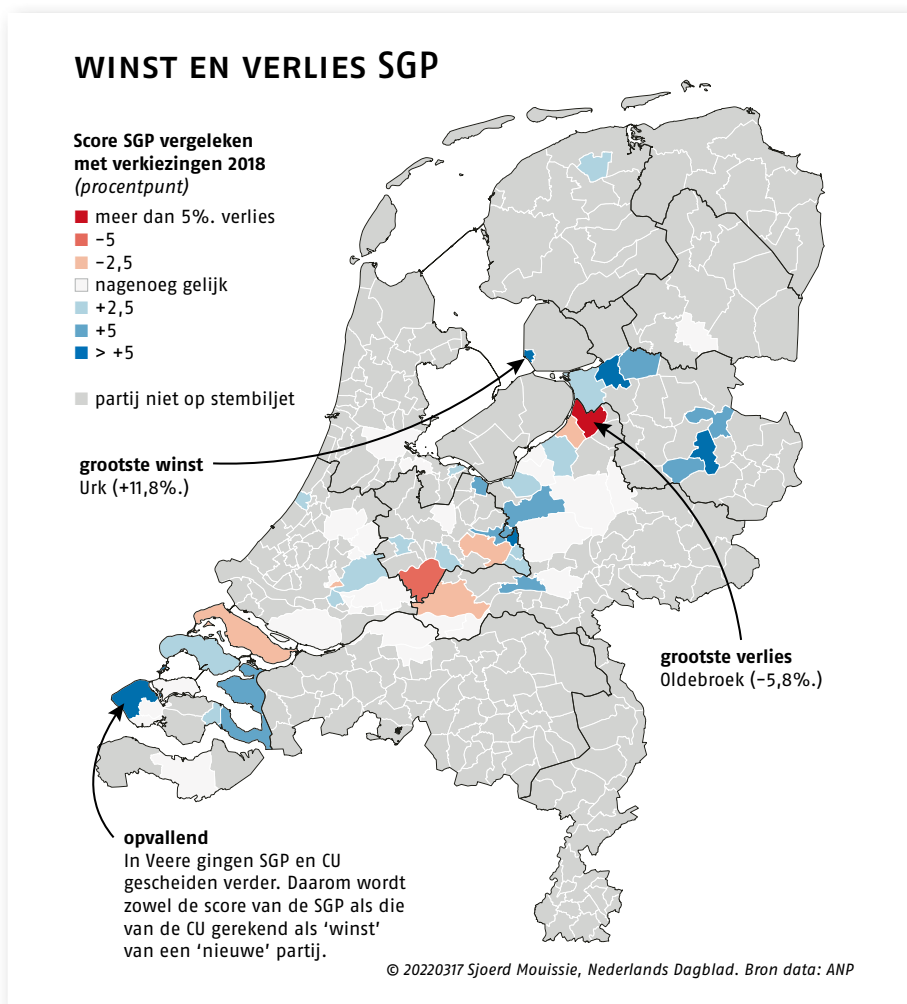 WINST EN VERLIES SGP
Score SGP vergeleken
met verkiezingen 2018
(procentpunt)
meer dan 5%. verlies
−5
−2,5
nagenoeg gelijk
+2,5
+5
> +5
partij niet op stembiljet
grootste winst
Urk (+11,8%.)
grootste verlies
Oldebroek (−5,8%.)
opvallend
In Veere gingen SGP en CU
gescheiden verder. Daarom wordt
zowel de score van de SGP als die
van de CU gerekend als ‘winst’
van een ‘nieuwe’ partij.
© 20220317 Sjoerd Mouissie, Nederlands Dagblad. Bron data: ANP